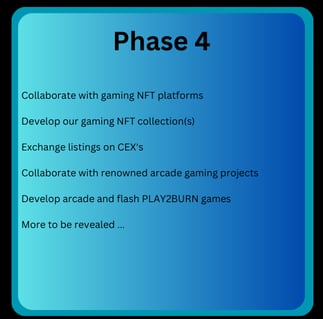 Phase 4
Collaborate with gaming NFT platforms
Develop our gaming NFT collection(s)
Exchange listings on CEX's
Collaborate with renowned arcade gaming projects
Develop arcade and flash PLAY2BURN games
More to be revealed ...